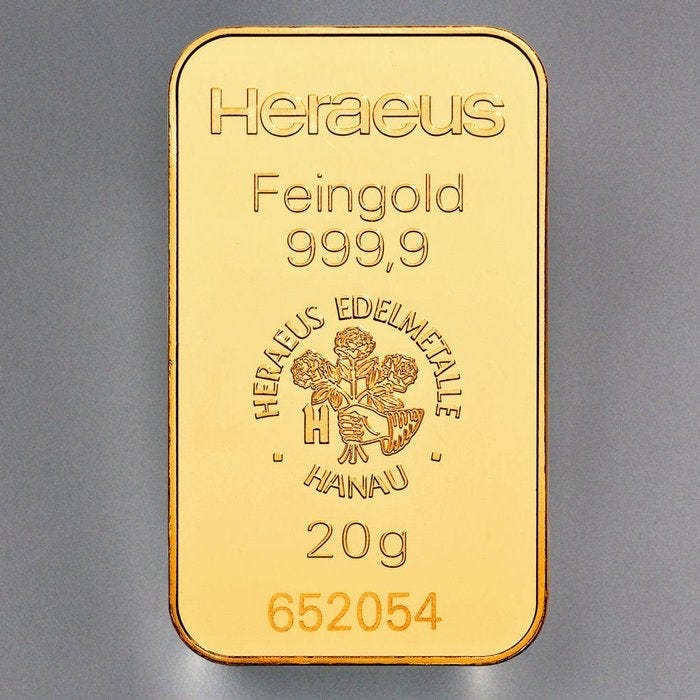 Heraeus
Feingold
999,9
HERAEUS EDELMETALLE
H
· HANAU ·
20g
652054